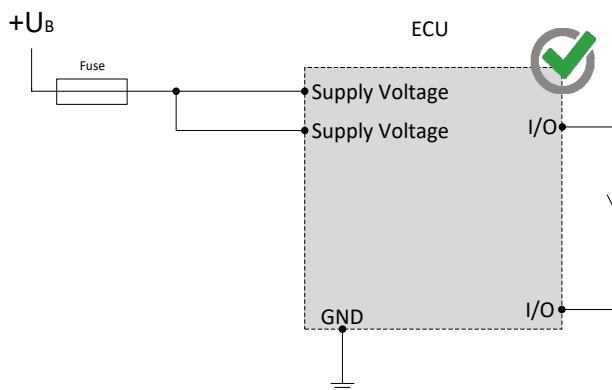 +UB
ECU
Fuse
Supply Voltage
Supply Voltage
I/O
I/O
GND